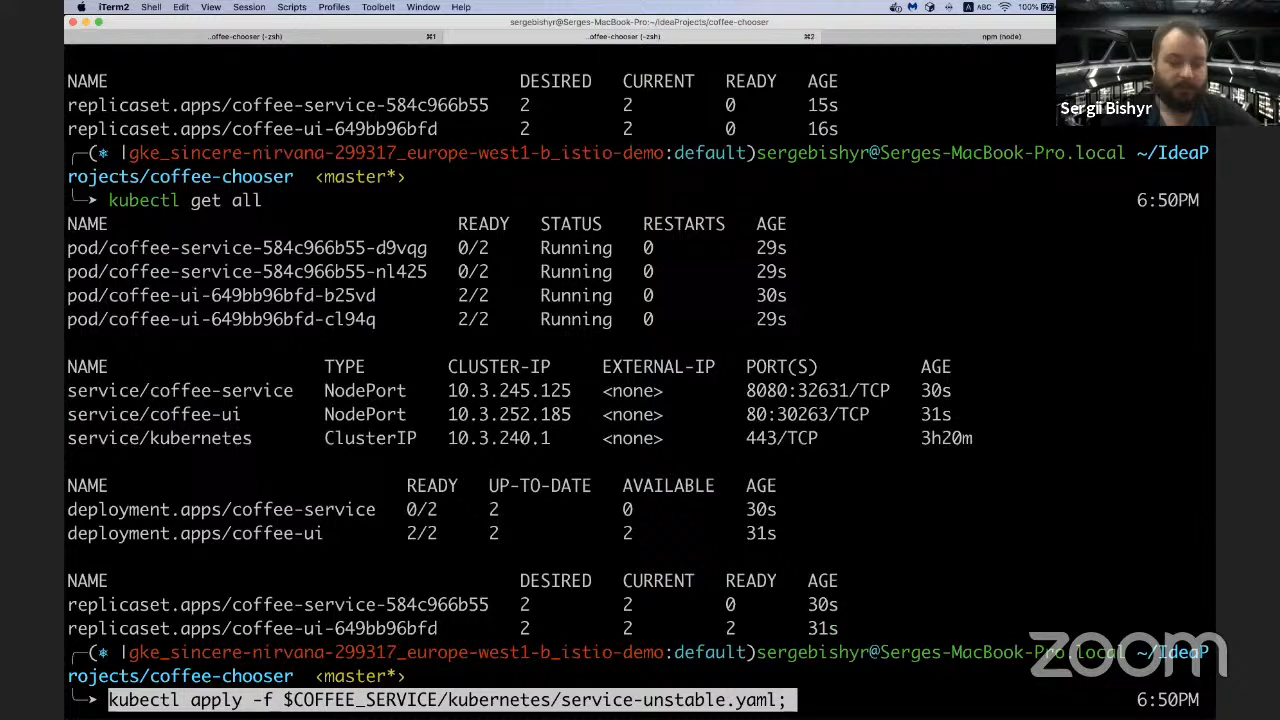 iTerm2 Shell Edit View Session Scripts Profiles Toolbelt Window Help ABC 100%
sergebishyr@Serges-MacBook-Pro:~/IdeaProjects/coffee-chooser
..offee-chooser (-zsh) ⌘1 ..offee-chooser (-zsh) ⌘2 npm (node)
NAME DESIRED CURRENT READY AGE
replicaset.apps/coffee-service-584c966b55 2 2 0 15s
replicaset.apps/coffee-ui-649bb96bfd 2 2 0 16s
Sergii Bishyr
╭─(⎈ |gke_sincere-nirvana-299317_europe-west1-b_istio-demo:default)sergebishyr@Serges-MacBook-Pro.local ~/IdeaP
rojects/coffee-chooser ‹master*›
╰─➤ kubectl get all 6:50PM
NAME READY STATUS RESTARTS AGE
pod/coffee-service-584c966b55-d9vqg 0/2 Running 0 29s
pod/coffee-service-584c966b55-nl425 0/2 Running 0 29s
pod/coffee-ui-649bb96bfd-b25vd 2/2 Running 0 30s
pod/coffee-ui-649bb96bfd-cl94q 2/2 Running 0 29s
NAME TYPE CLUSTER-IP EXTERNAL-IP PORT(S) AGE
service/coffee-service NodePort 10.3.245.125 <none> 8080:32631/TCP 30s
service/coffee-ui NodePort 10.3.252.185 <none> 80:30263/TCP 31s
service/kubernetes ClusterIP 10.3.240.1 <none> 443/TCP 3h20m
NAME READY UP-TO-DATE AVAILABLE AGE
deployment.apps/coffee-service 0/2 2 0 30s
deployment.apps/coffee-ui 2/2 2 2 31s
NAME DESIRED CURRENT READY AGE
replicaset.apps/coffee-service-584c966b55 2 2 0 30s
replicaset.apps/coffee-ui-649bb96bfd 2 2 2 31s
╭─(⎈ |gke_sincere-nirvana-299317_europe-west1-b_istio-demo:default)sergebishyr@Serges-MacBook-Pro.local ~/IdeaP
rojects/coffee-chooser ‹master*›
╰─➤ kubectl apply -f $COFFEE_SERVICE/kubernetes/service-unstable.yaml; 6:50PM
zoom